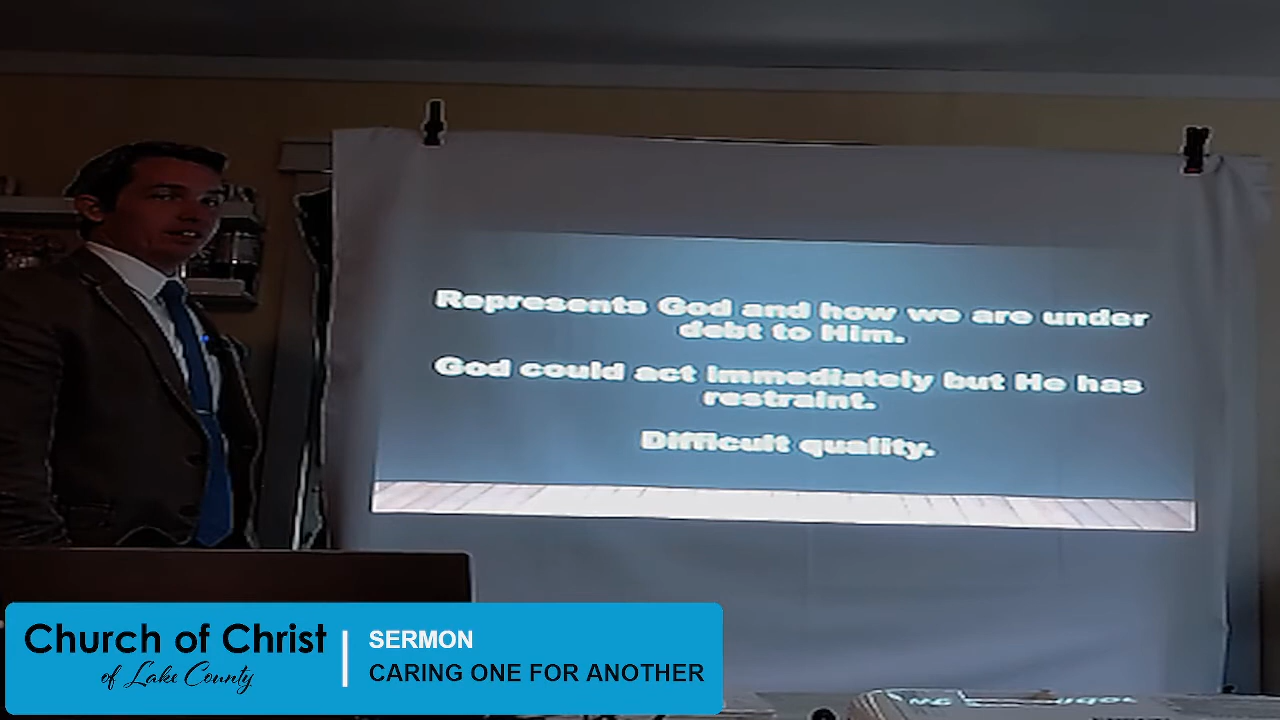 Represents God and how we are under
debt to Him.
God could act immediately but He has
restraint.
Difficult quality.
Church of Christ
of Lake County
SERMON
CARING ONE FOR ANOTHER